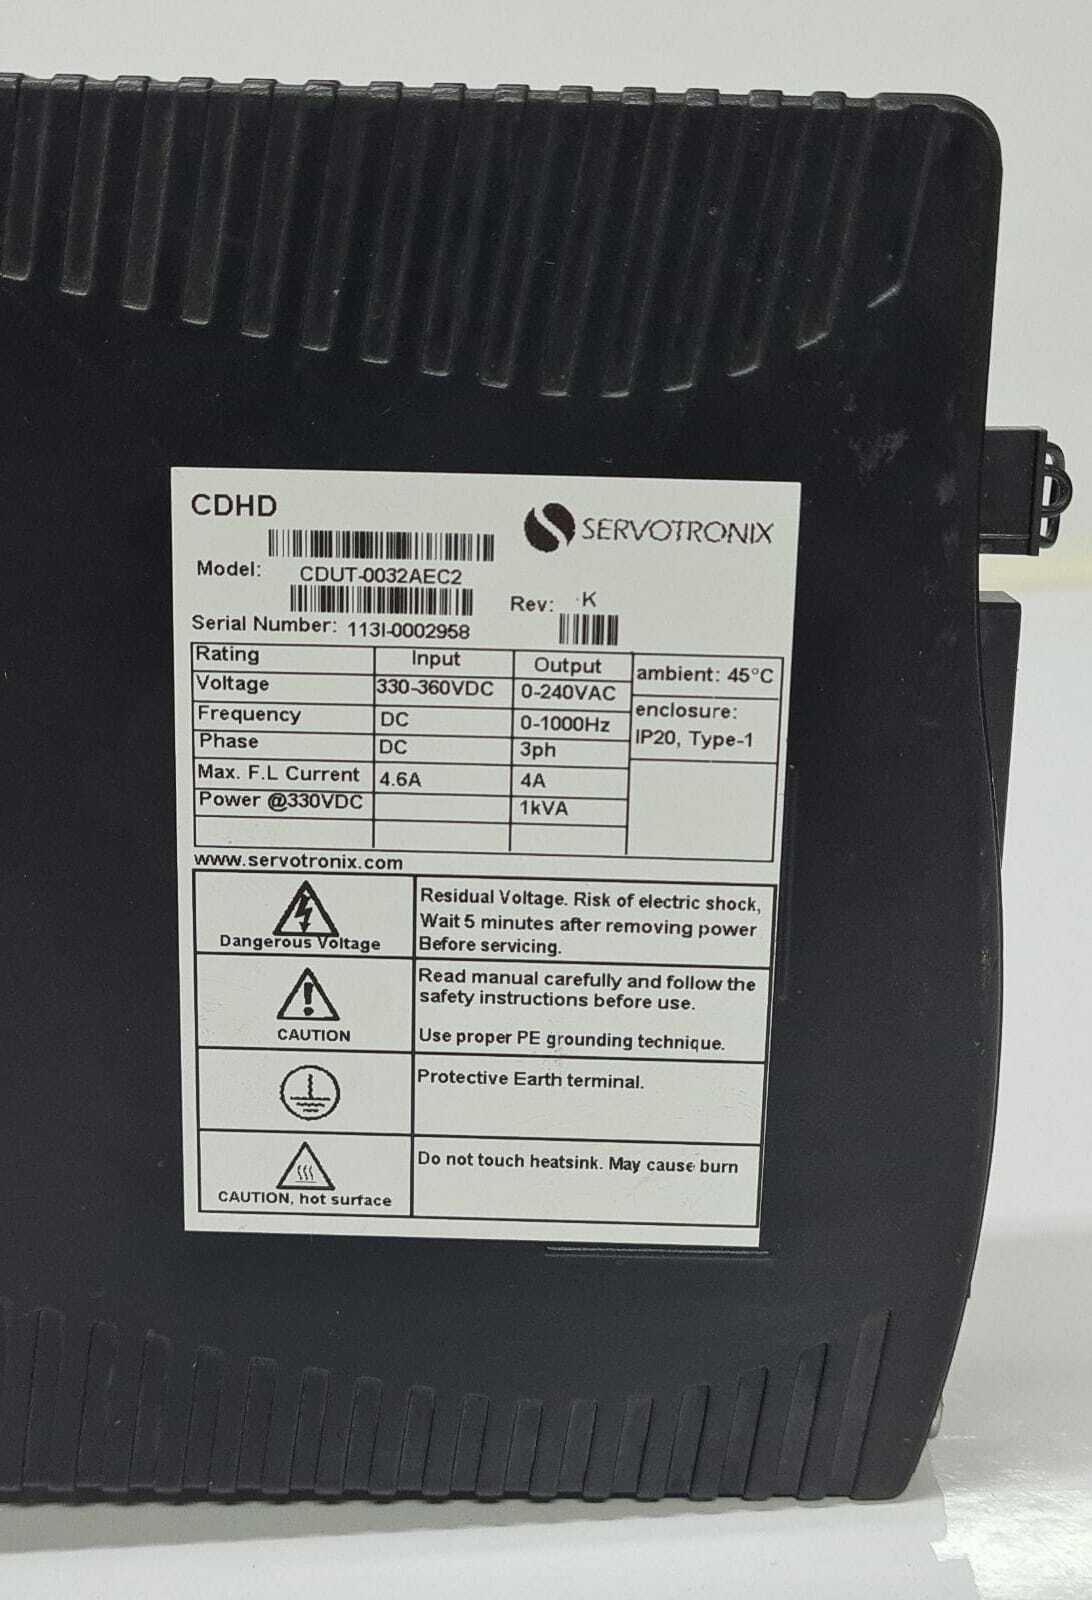 CDHD
SERVOTRONIX
Model: CDUT-0032AEC2
Rev: K
Serial Number: 113I-0002958
Rating Input Output
Voltage 330-360VDC 0-240VAC
Frequency DC 0-1000Hz
Phase DC 3ph
Max. F.L Current 4.6A 4A
Power @330VDC 1kVA
ambient: 45°C
enclosure:
IP20, Type-1
www.servotronix.com
Dangerous Voltage
Residual Voltage. Risk of electric shock,
Wait 5 minutes after removing power
Before servicing.
CAUTION
Read manual carefully and follow the
safety instructions before use.
Use proper PE grounding technique.
Protective Earth terminal.
CAUTION, hot surface
Do not touch heatsink. May cause burn